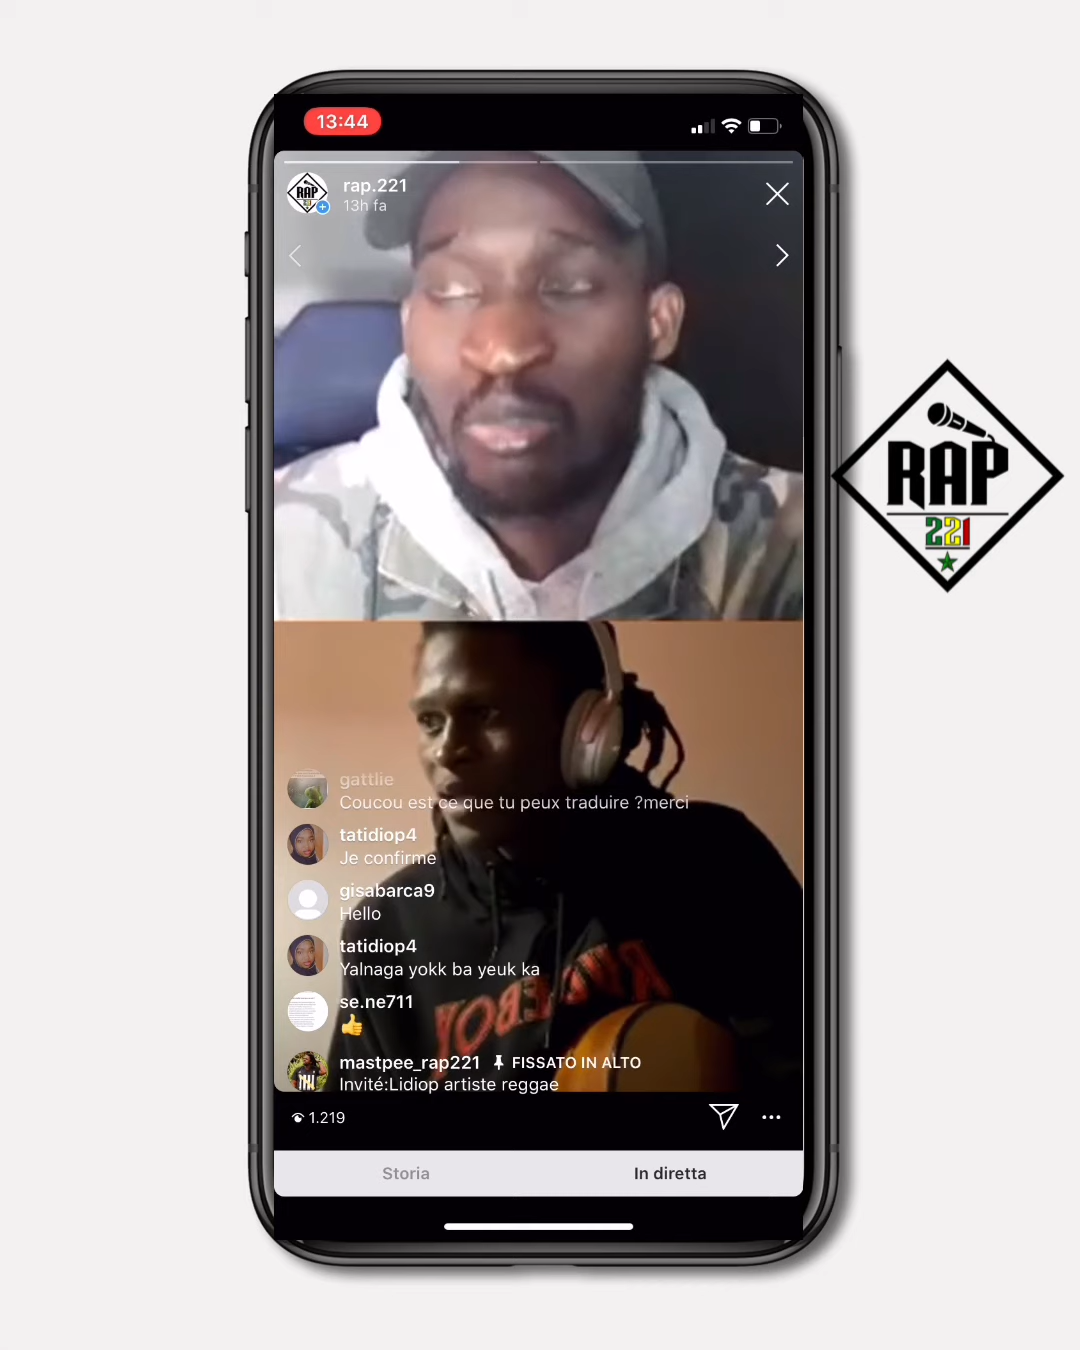 13:44
RAP
rap.221
13h fa
gattlie
Coucou est ce que tu peux traduire ?merci
tatidiop4
Je confirme
gisabarca9
Hello
tatidiop4
Yalnaga yokk ba yeuk ka
se.ne711
👍
mastpee_rap221 FISSATO IN ALTO
Invité:Lidiop artiste reggae
1.219
Storia
In diretta
RAP
221